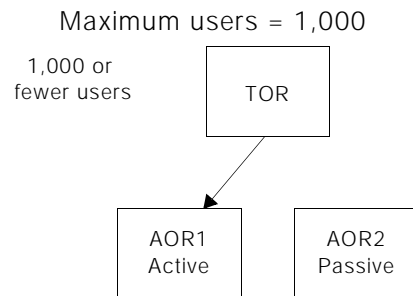 Maximum users = 1,000
1,000 or
fewer users
TOR
AOR1
Active
AOR2
Passive